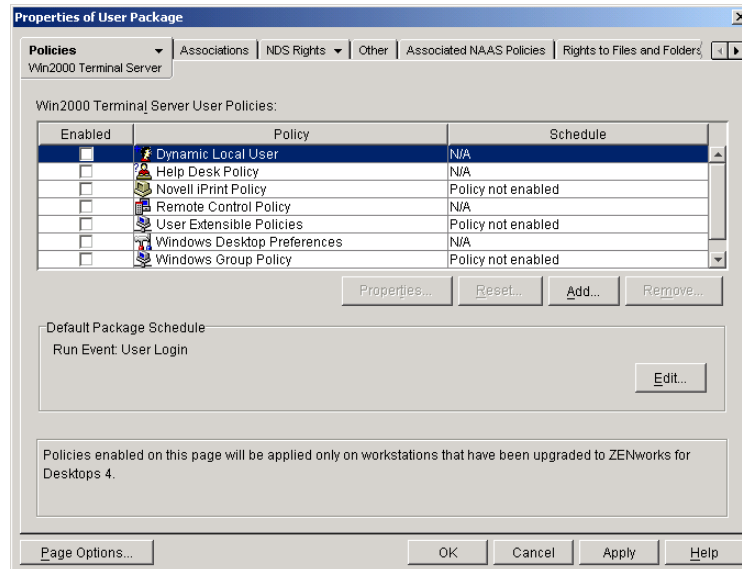 Properties of User Package
Policies Associations NDS Rights Other Associated NAAS Policies Rights to Files and Folders
Win2000 Terminal Server
Win2000 Terminal Server User Policies:
Enabled Policy Schedule
Dynamic Local User N/A
Help Desk Policy N/A
Novell iPrint Policy Policy not enabled
Remote Control Policy N/A
User Extensible Policies Policy not enabled
Windows Desktop Preferences N/A
Windows Group Policy Policy not enabled
Properties... Reset... Add... Remove...
Default Package Schedule
Run Event: User Login
Edit...
Policies enabled on this page will be applied only on workstations that have been upgraded to ZENworks for
Desktops 4.
Page Options... OK Cancel Apply Help